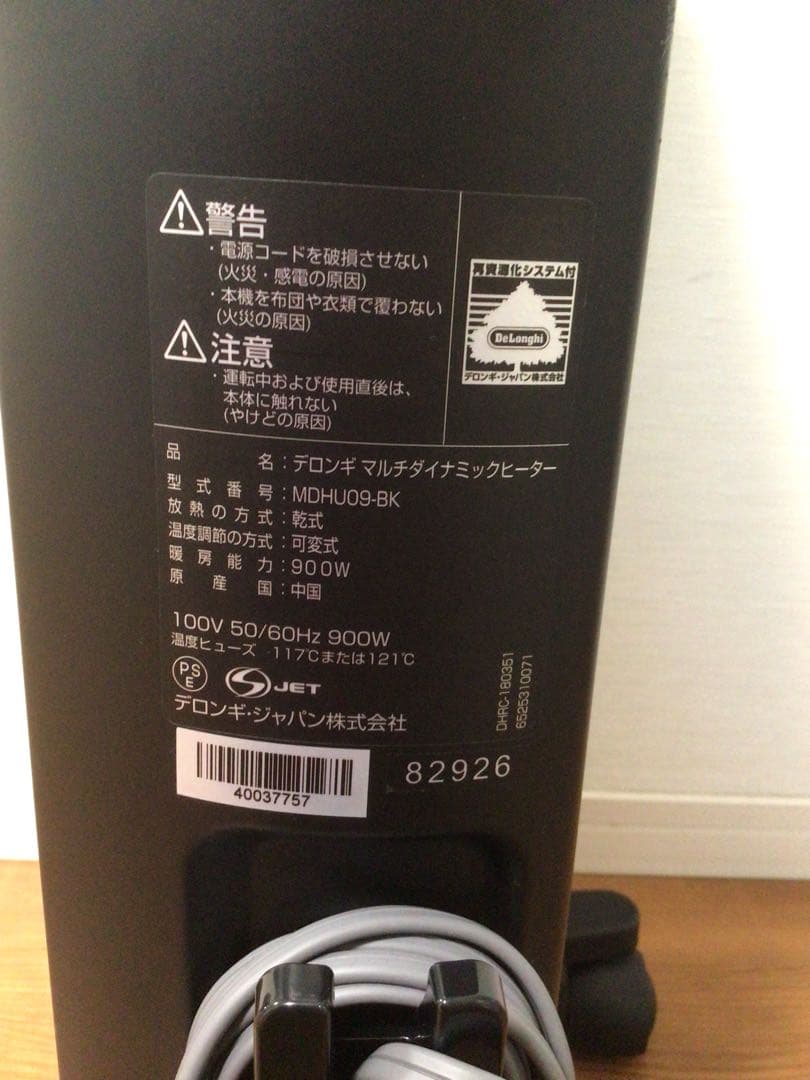 警告
・電源コードを破損させない
(火災・感電の原因)
・本機を布団や衣類で覆わない
(火災の原因)
注意
・運転中および使用直後は、
本体に触れない
(やけどの原因)
再資源化システム付
DeLonghi
デロンギ・ジャパン株式会社
品名：デロンギ マルチダイナミックヒーター
型式番号：MDHU09-BK
放熱の方式：乾式
温度調節の方式：可変式
暖房能力：900W
原産国：中国
100V 50/60Hz 900W
温度ヒューズ 117℃または121℃
PSE
JET
デロンギ・ジャパン株式会社
DHRC-180351
6525310071
40037757
82926